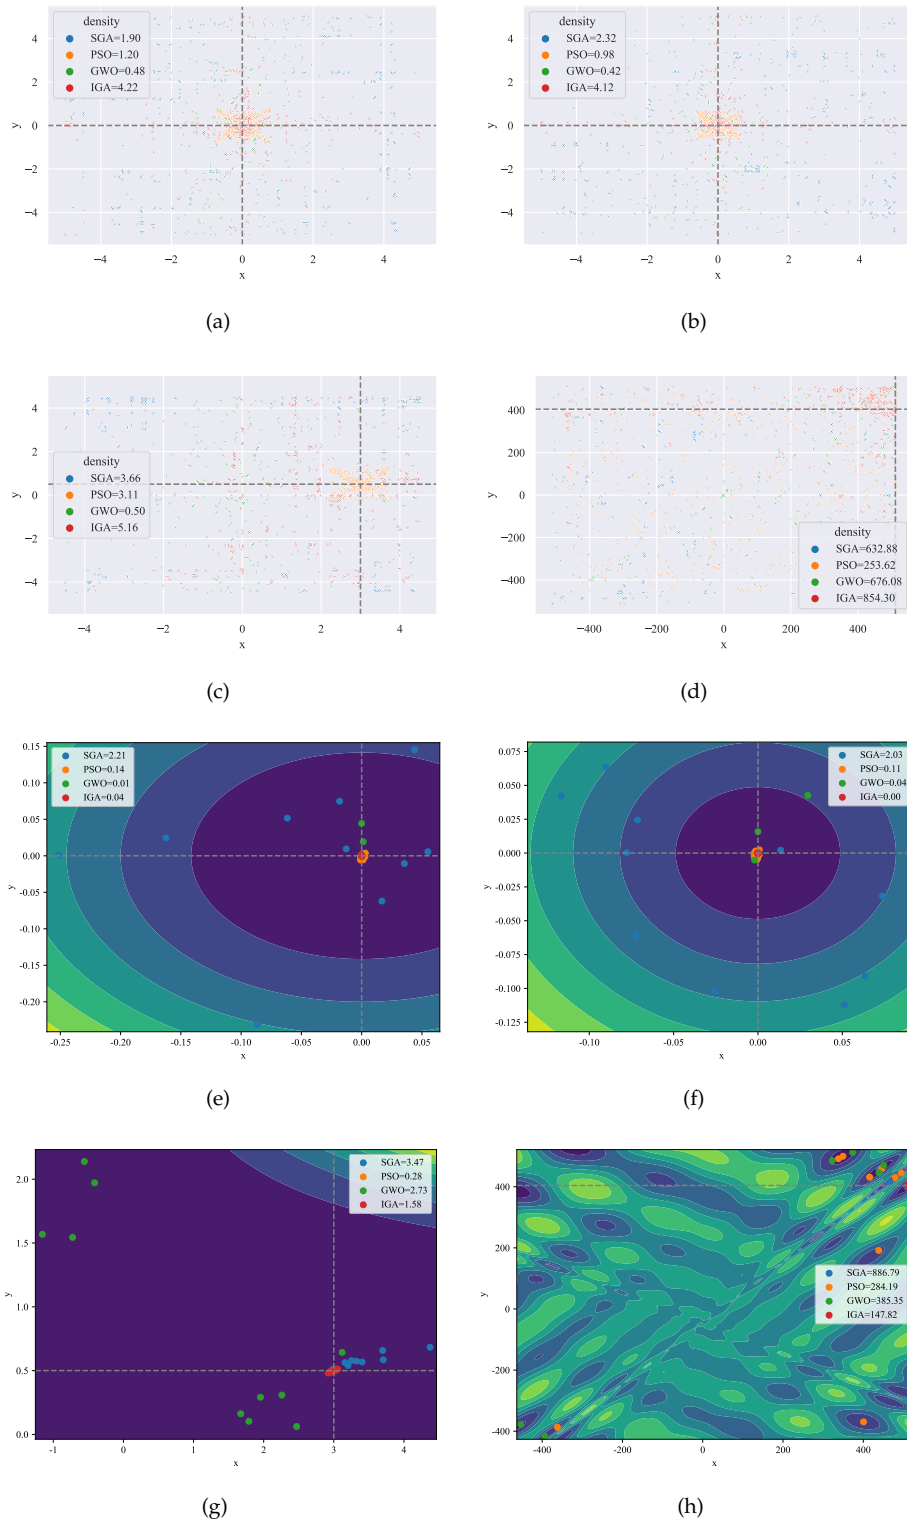 density
SGA=1.90
PSO=1.20
GWO=0.48
IGA=4.22
4
2
0
−2
−4
y
−4 −2 0 2 4
x
(a)
density
SGA=2.32
PSO=0.98
GWO=0.42
IGA=4.12
4
2
0
−2
−4
y
−4 −2 0 2 4
x
(b)
4
2
0
−2
−4
y
density
SGA=3.66
PSO=3.11
GWO=0.50
IGA=5.16
−4 −2 0 2 4
x
(c)
400
200
0
−200
−400
y
density
SGA=632.88
PSO=253.62
GWO=676.08
IGA=854.30
−400 −200 0 200 400
x
(d)
SGA=2.21
PSO=0.14
GWO=0.01
IGA=0.04
0.15
0.10
0.05
0.00
-0.05
-0.10
-0.15
-0.20
y
-0.25 -0.20 -0.15 -0.10 -0.05 0.00 0.05
x
(e)
SGA=2.03
PSO=0.11
GWO=0.04
IGA=0.00
0.075
0.050
0.025
0.000
-0.025
-0.050
-0.075
-0.100
-0.125
y
-0.10 -0.05 0.00 0.05
x
(f)
SGA=3.47
PSO=0.28
GWO=2.73
IGA=1.58
2.0
1.5
1.0
0.5
0.0
y
-1 0 1 2 3 4
x
(g)
400
200
0
-200
-400
y
SGA=886.79
PSO=284.19
GWO=385.35
IGA=147.82
-400 -200 0 200 400
x
(h)